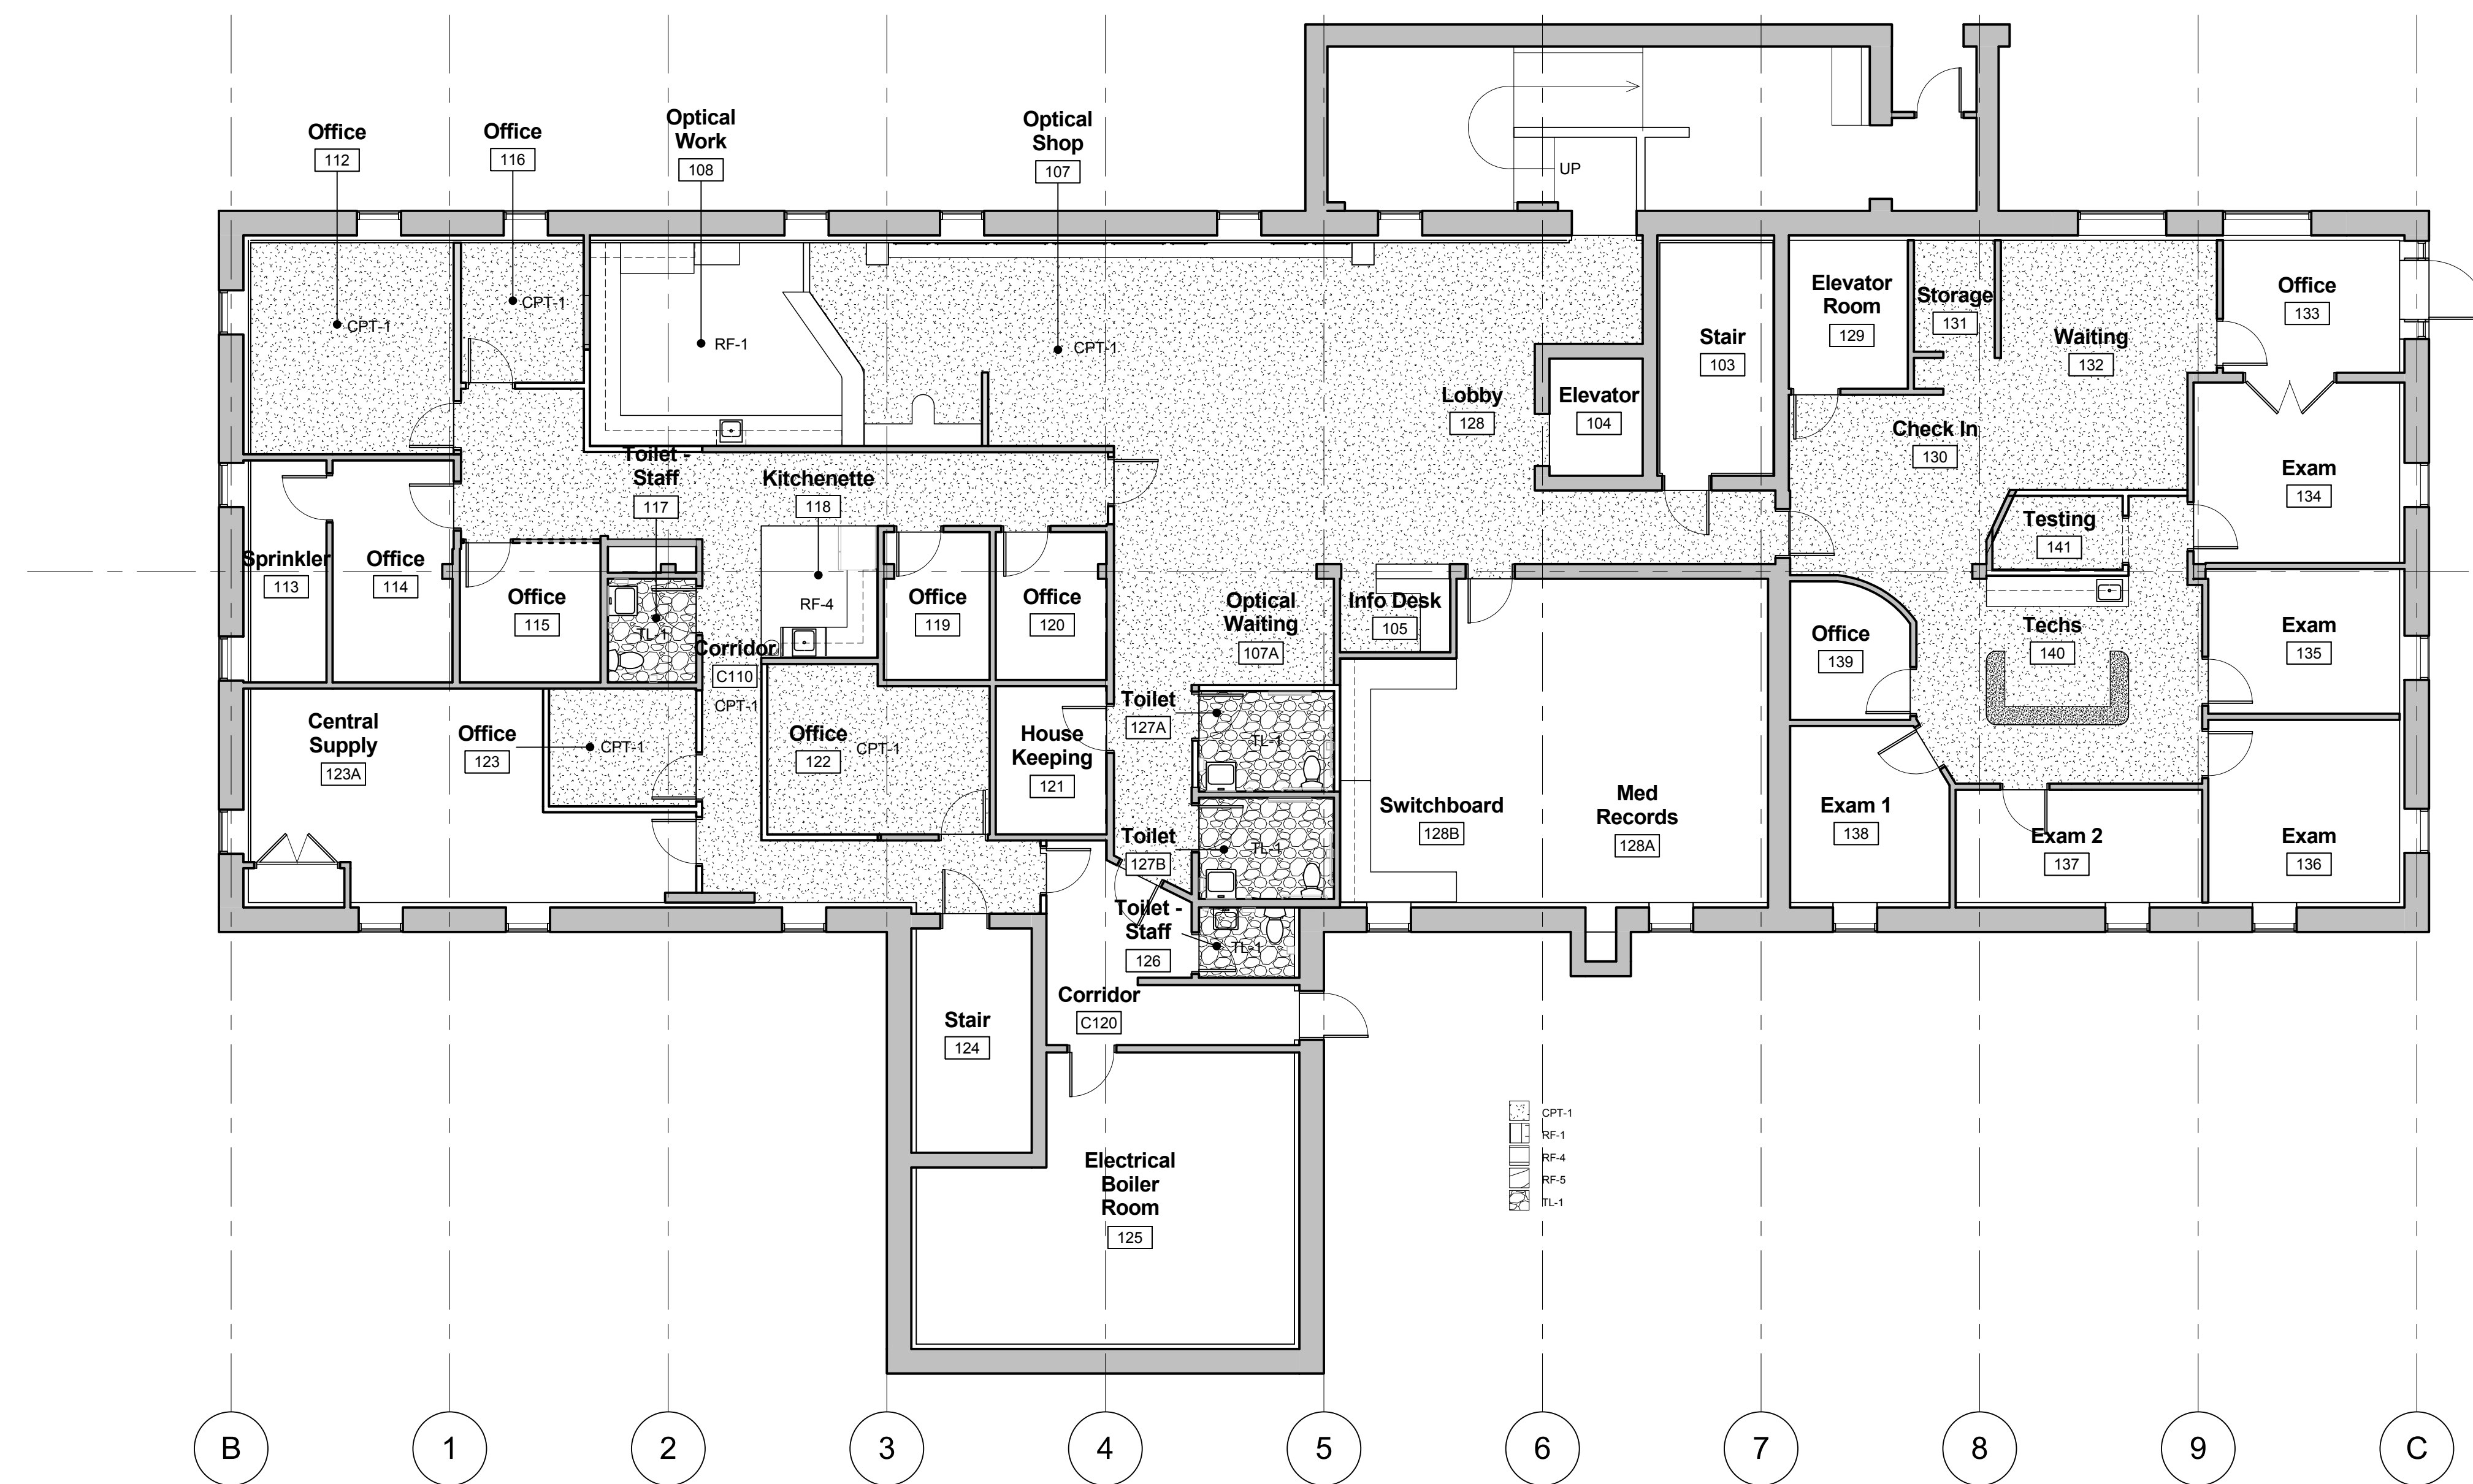 Office
112
Office
116
Optical
Work
108
Optical
Shop
107
UP
CPT-1
CPT-1
RF-1
CPT-1
Lobby
128
Elevator
104
Stair
103
Elevator
Room
129
Storage
131
Waiting
132
Office
133
Check In
130
Exam
134
Toilet -
Staff
117
Kitchenette
118
Sprinkler
113
Office
114
Office
115
TL-1
RF-4
Office
119
Office
120
Optical
Waiting
107A
Info Desk
105
Testing
141
Office
139
Techs
140
Exam
135
Corridor
C110
CPT-1
Central
Supply
123A
Office
123
CPT-1
Office
122
CPT-1
House
Keeping
121
Toilet
127A
TL-1
Toilet
127B
TL-1
Switchboard
128B
Med
Records
128A
Exam 1
138
Exam 2
137
Exam
136
Toilet -
Staff
126
TL-1
Corridor
C120
Stair
124
Electrical
Boiler
Room
125
CPT-1
RF-1
RF-4
RF-5
TL-1
B
1
2
3
4
5
6
7
8
9
C